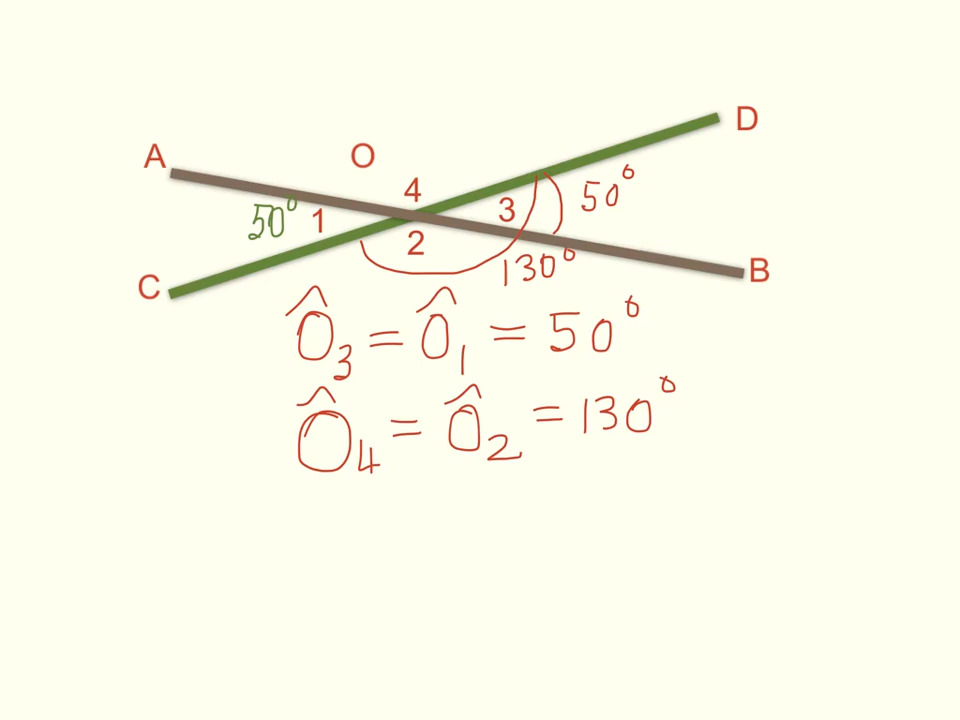 D
A
O
4
50°
50°
1
3
2
130°
B
C
Ô₃ = Ô₁ = 50°
Ô₄ = Ô₂ = 130°